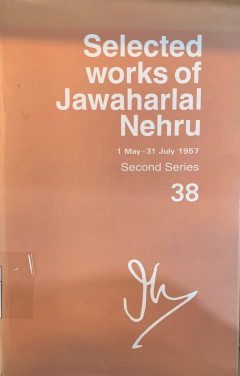 Selected
works of
Jawaharlal
Nehru
1 May–31 July 1957
Second Series
38